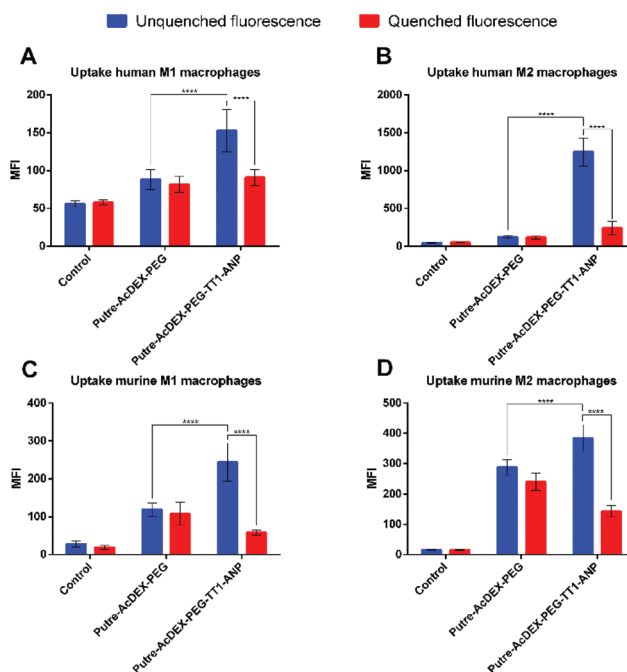 Unquenched fluorescence Quenched fluorescence
A
Uptake human M1 macrophages
200
150
100
50
0
MFI
****
****
Control
Putre-AcDEX-PEG
Putre-AcDEX-PEG-TT1-ANP
B
Uptake human M2 macrophages
2000
1500
1000
500
0
MFI
****
****
Control
Putre-AcDEX-PEG
Putre-AcDEX-PEG-TT1-ANP
C
Uptake murine M1 macrophages
400
300
200
100
0
MFI
****
****
Control
Putre-AcDEX-PEG
Putre-AcDEX-PEG-TT1-ANP
D
Uptake murine M2 macrophages
500
400
300
200
100
0
MFI
****
****
Control
Putre-AcDEX-PEG
Putre-AcDEX-PEG-TT1-ANP